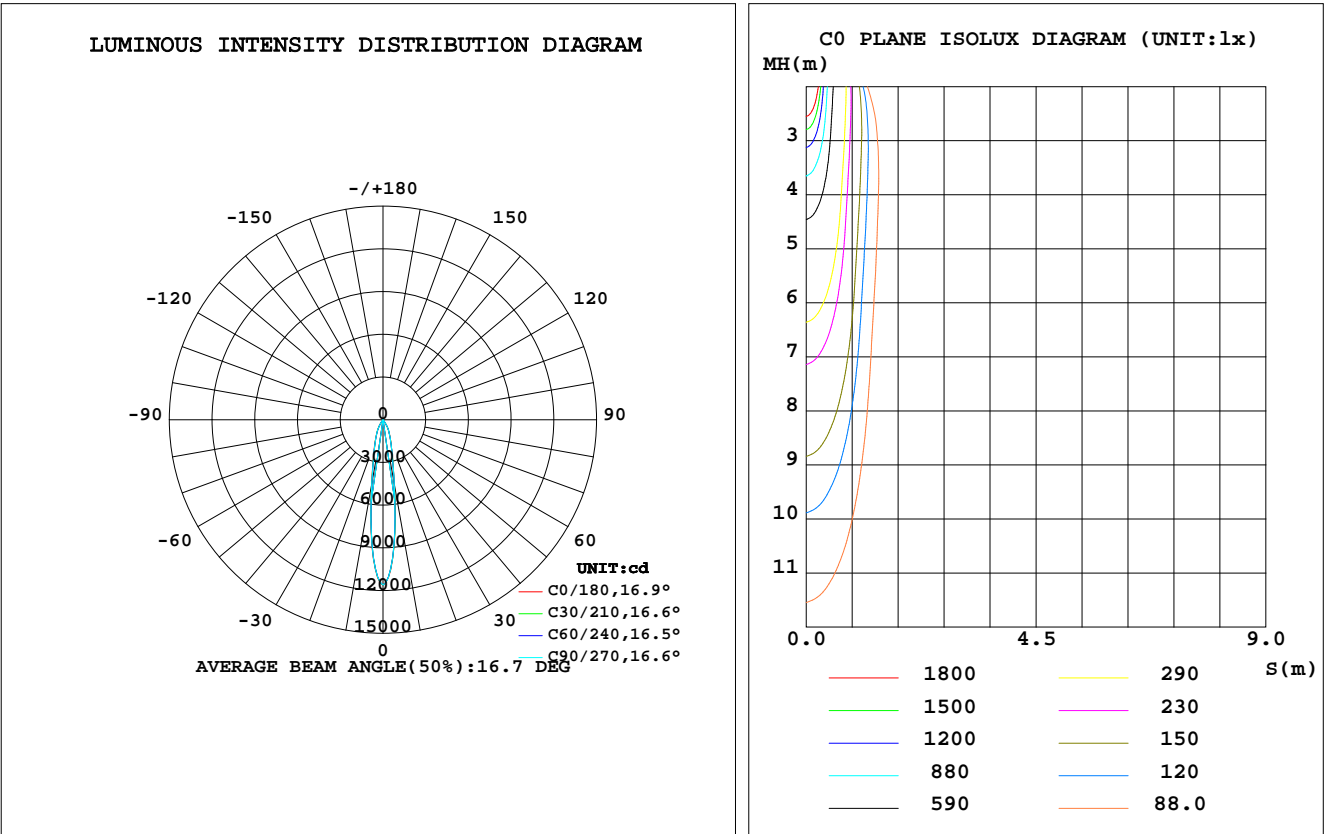 LUMINOUS INTENSITY DISTRIBUTION DIAGRAM
-/+180
-150 150
-120 120
-90 90
-60 60
-30 30
0
0
3000
6000
9000
12000
15000
UNIT:cd
C0/180,16.9°
C30/210,16.6°
C60/240,16.5°
C90/270,16.6°
AVERAGE BEAM ANGLE(50%):16.7 DEG
C0 PLANE ISOLUX DIAGRAM (UNIT:lx)
MH(m)
3
4
5
6
7
8
9
10
11
0.0 4.5 9.0
S(m)
1800 290
1500 230
1200 150
880 120
590 88.0